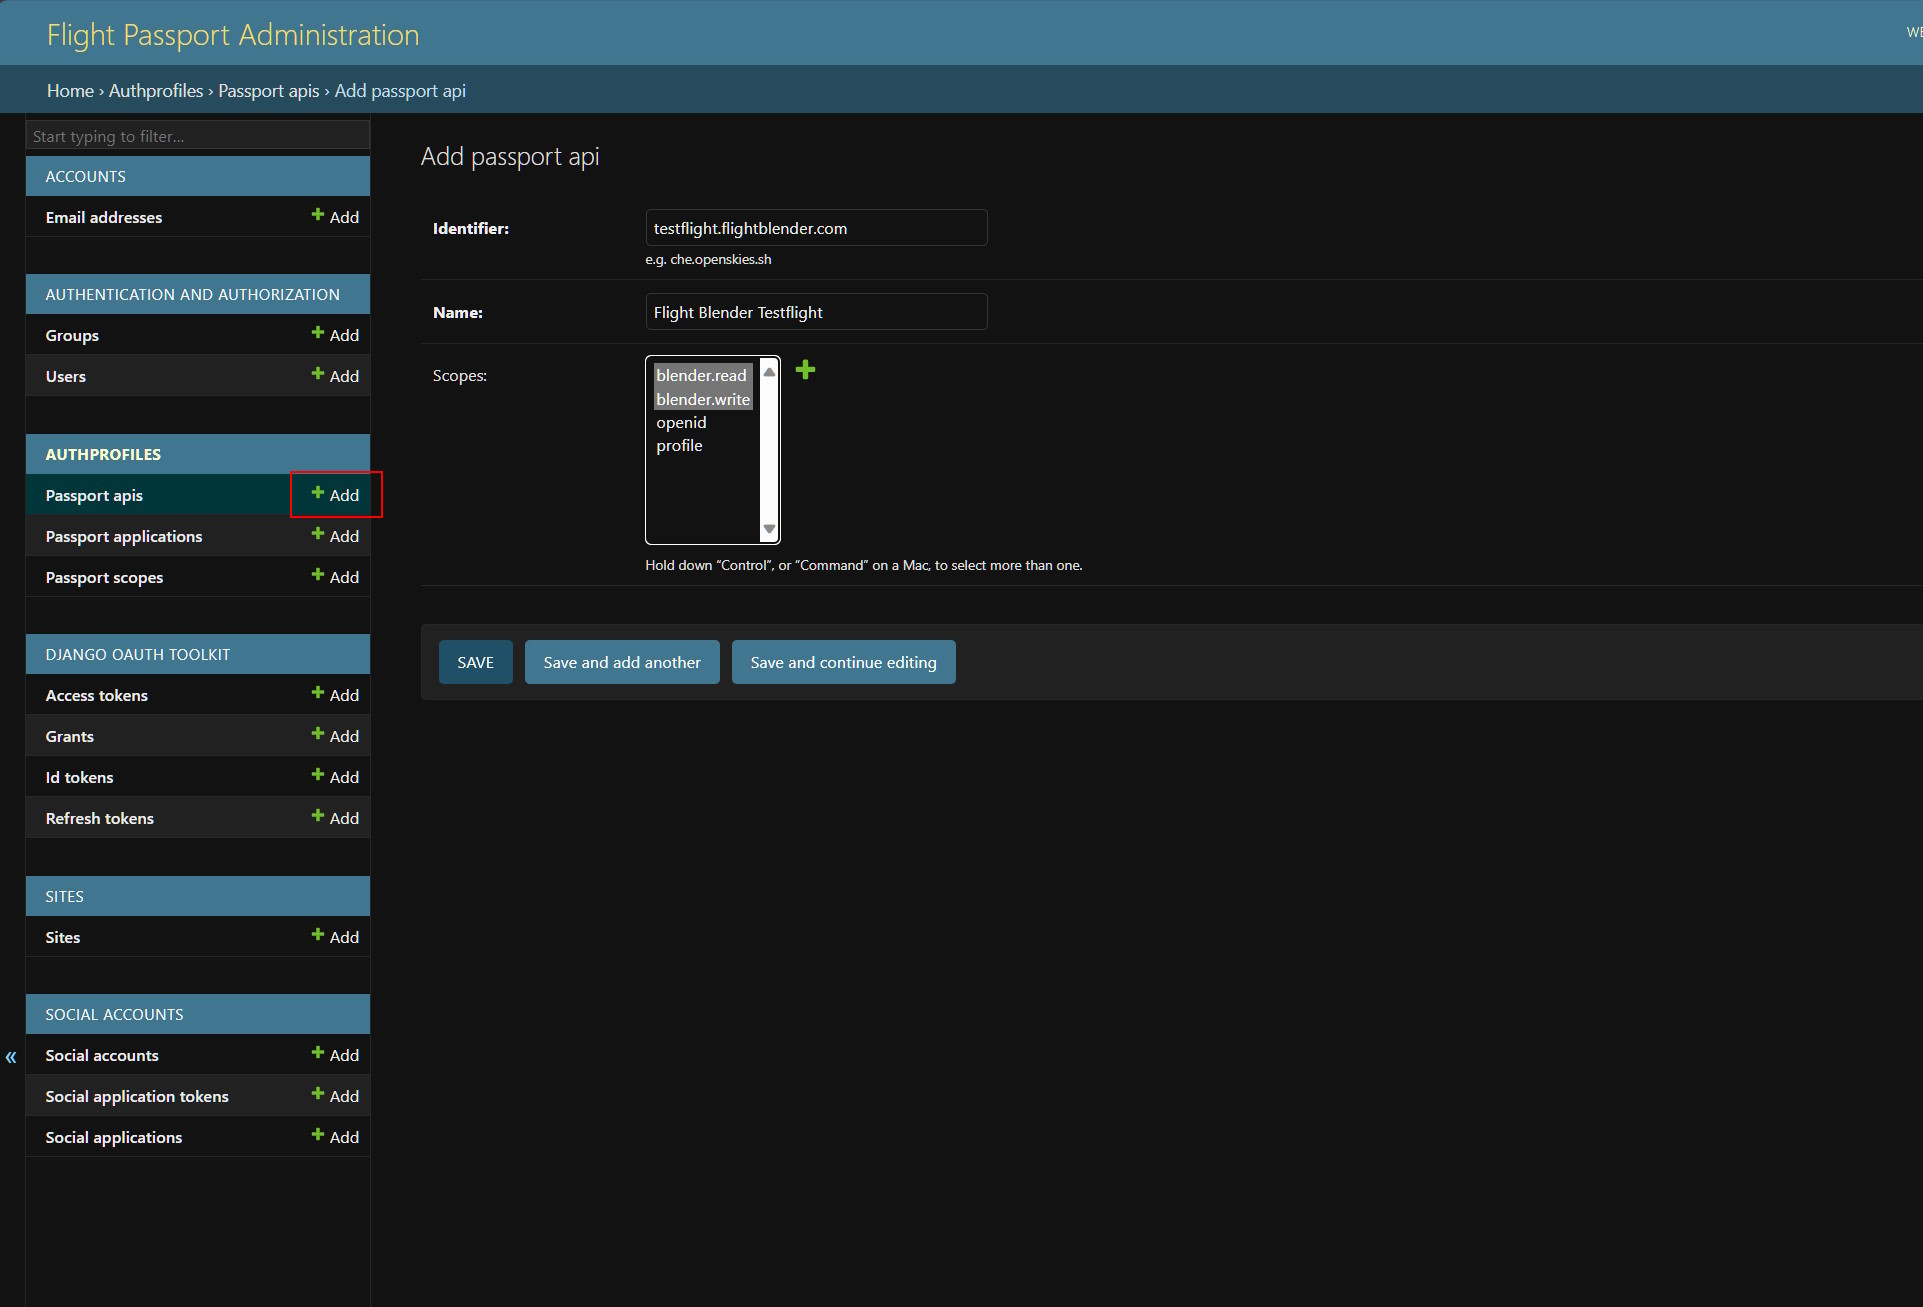 Flight Passport Administration
Home › Authprofiles › Passport apis › Add passport api
Start typing to filter...
ACCOUNTS
Email addresses Add
AUTHENTICATION AND AUTHORIZATION
Groups Add
Users Add
AUTHPROFILES
Passport apis Add
Passport applications Add
Passport scopes Add
DJANGO OAUTH TOOLKIT
Access tokens Add
Grants Add
Id tokens Add
Refresh tokens Add
SITES
Sites Add
SOCIAL ACCOUNTS
Social accounts Add
Social application tokens Add
Social applications Add
«
Add passport api
Identifier: testflight.flightblender.com
e.g. che.openskies.sh
Name: Flight Blender Testflight
Scopes:
blender.read
blender.write
openid
profile
Hold down “Control”, or “Command” on a Mac, to select more than one.
SAVE Save and add another Save and continue editing